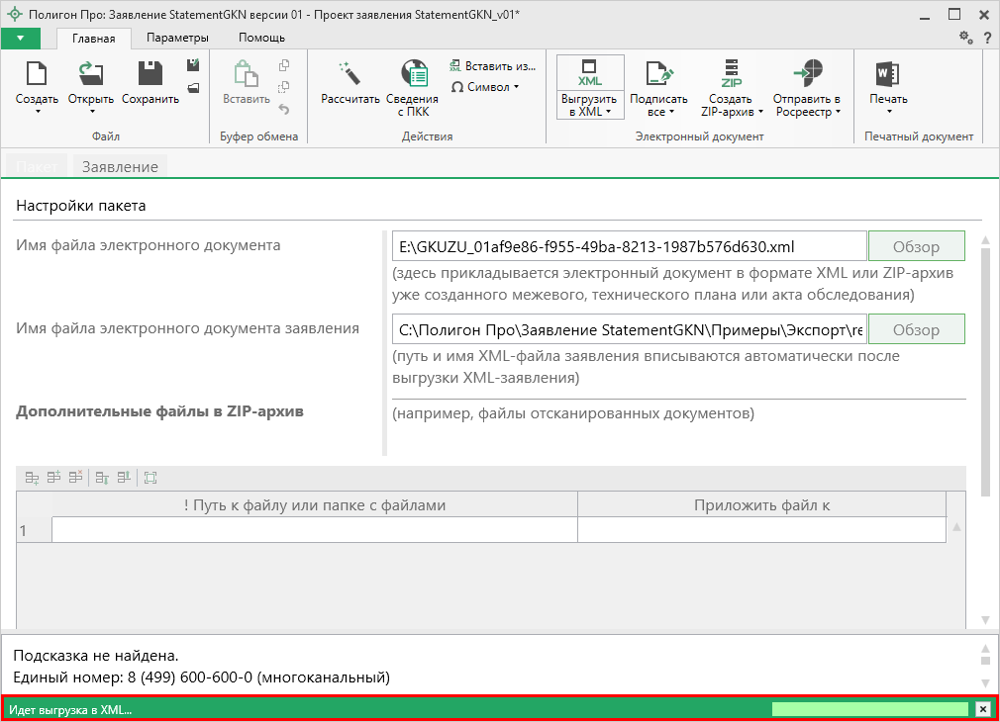 Полигон Про: Заявление StatementGKN версии 01 - Проект заявления StatementGKN_v01*
Главная
Параметры
Помощь
?
Создать
Открыть
Сохранить
Файл
Вставить
Буфер обмена
Рассчитать
Сведения
с ПКК
Вставить из...
Ω Символ
Действия
XML
Выгрузить
в XML
Подписать
все
ZIP
Создать
ZIP-архив
Отправить в
Росреестр
Электронный документ
W
Печать
Печатный документ
Пакет
Заявление
Настройки пакета
Имя файла электронного документа
E:\GKUZU_01af9e86-f955-49ba-8213-1987b576d630.xml
Обзор
(здесь прикладывается электронный документ в формате XML или ZIP-архив
уже созданного межевого, технического плана или акта обследования)
Имя файла электронного документа заявления
C:\Полигон Про\Заявление StatementGKN\Примеры\Экспорт\re
Обзор
(путь и имя XML-файла заявления вписываются автоматически после
выгрузки XML-заявления)
Дополнительные файлы в ZIP-архив
(например, файлы отсканированных документов)
! Путь к файлу или папке с файлами
Приложить файл к
1
Подсказка не найдена.
Единый номер: 8 (499) 600-600-0 (многоканальный)
Идет выгрузка в XML...